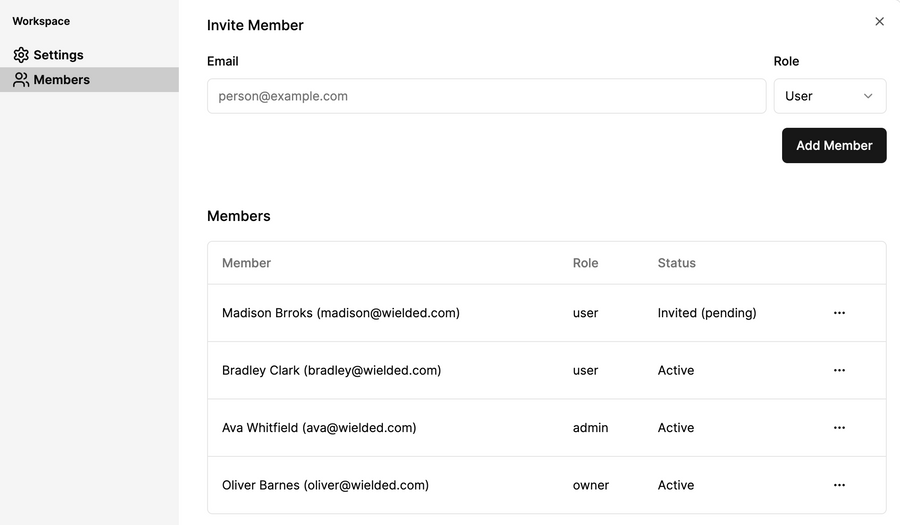 Workspace
Settings
Members
Invite Member
Email
Role
person@example.com
User
Add Member
Members
Member Role Status
Madison Brroks (madison@wielded.com) user Invited (pending)
Bradley Clark (bradley@wielded.com) user Active
Ava Whitfield (ava@wielded.com) admin Active
Oliver Barnes (oliver@wielded.com) owner Active